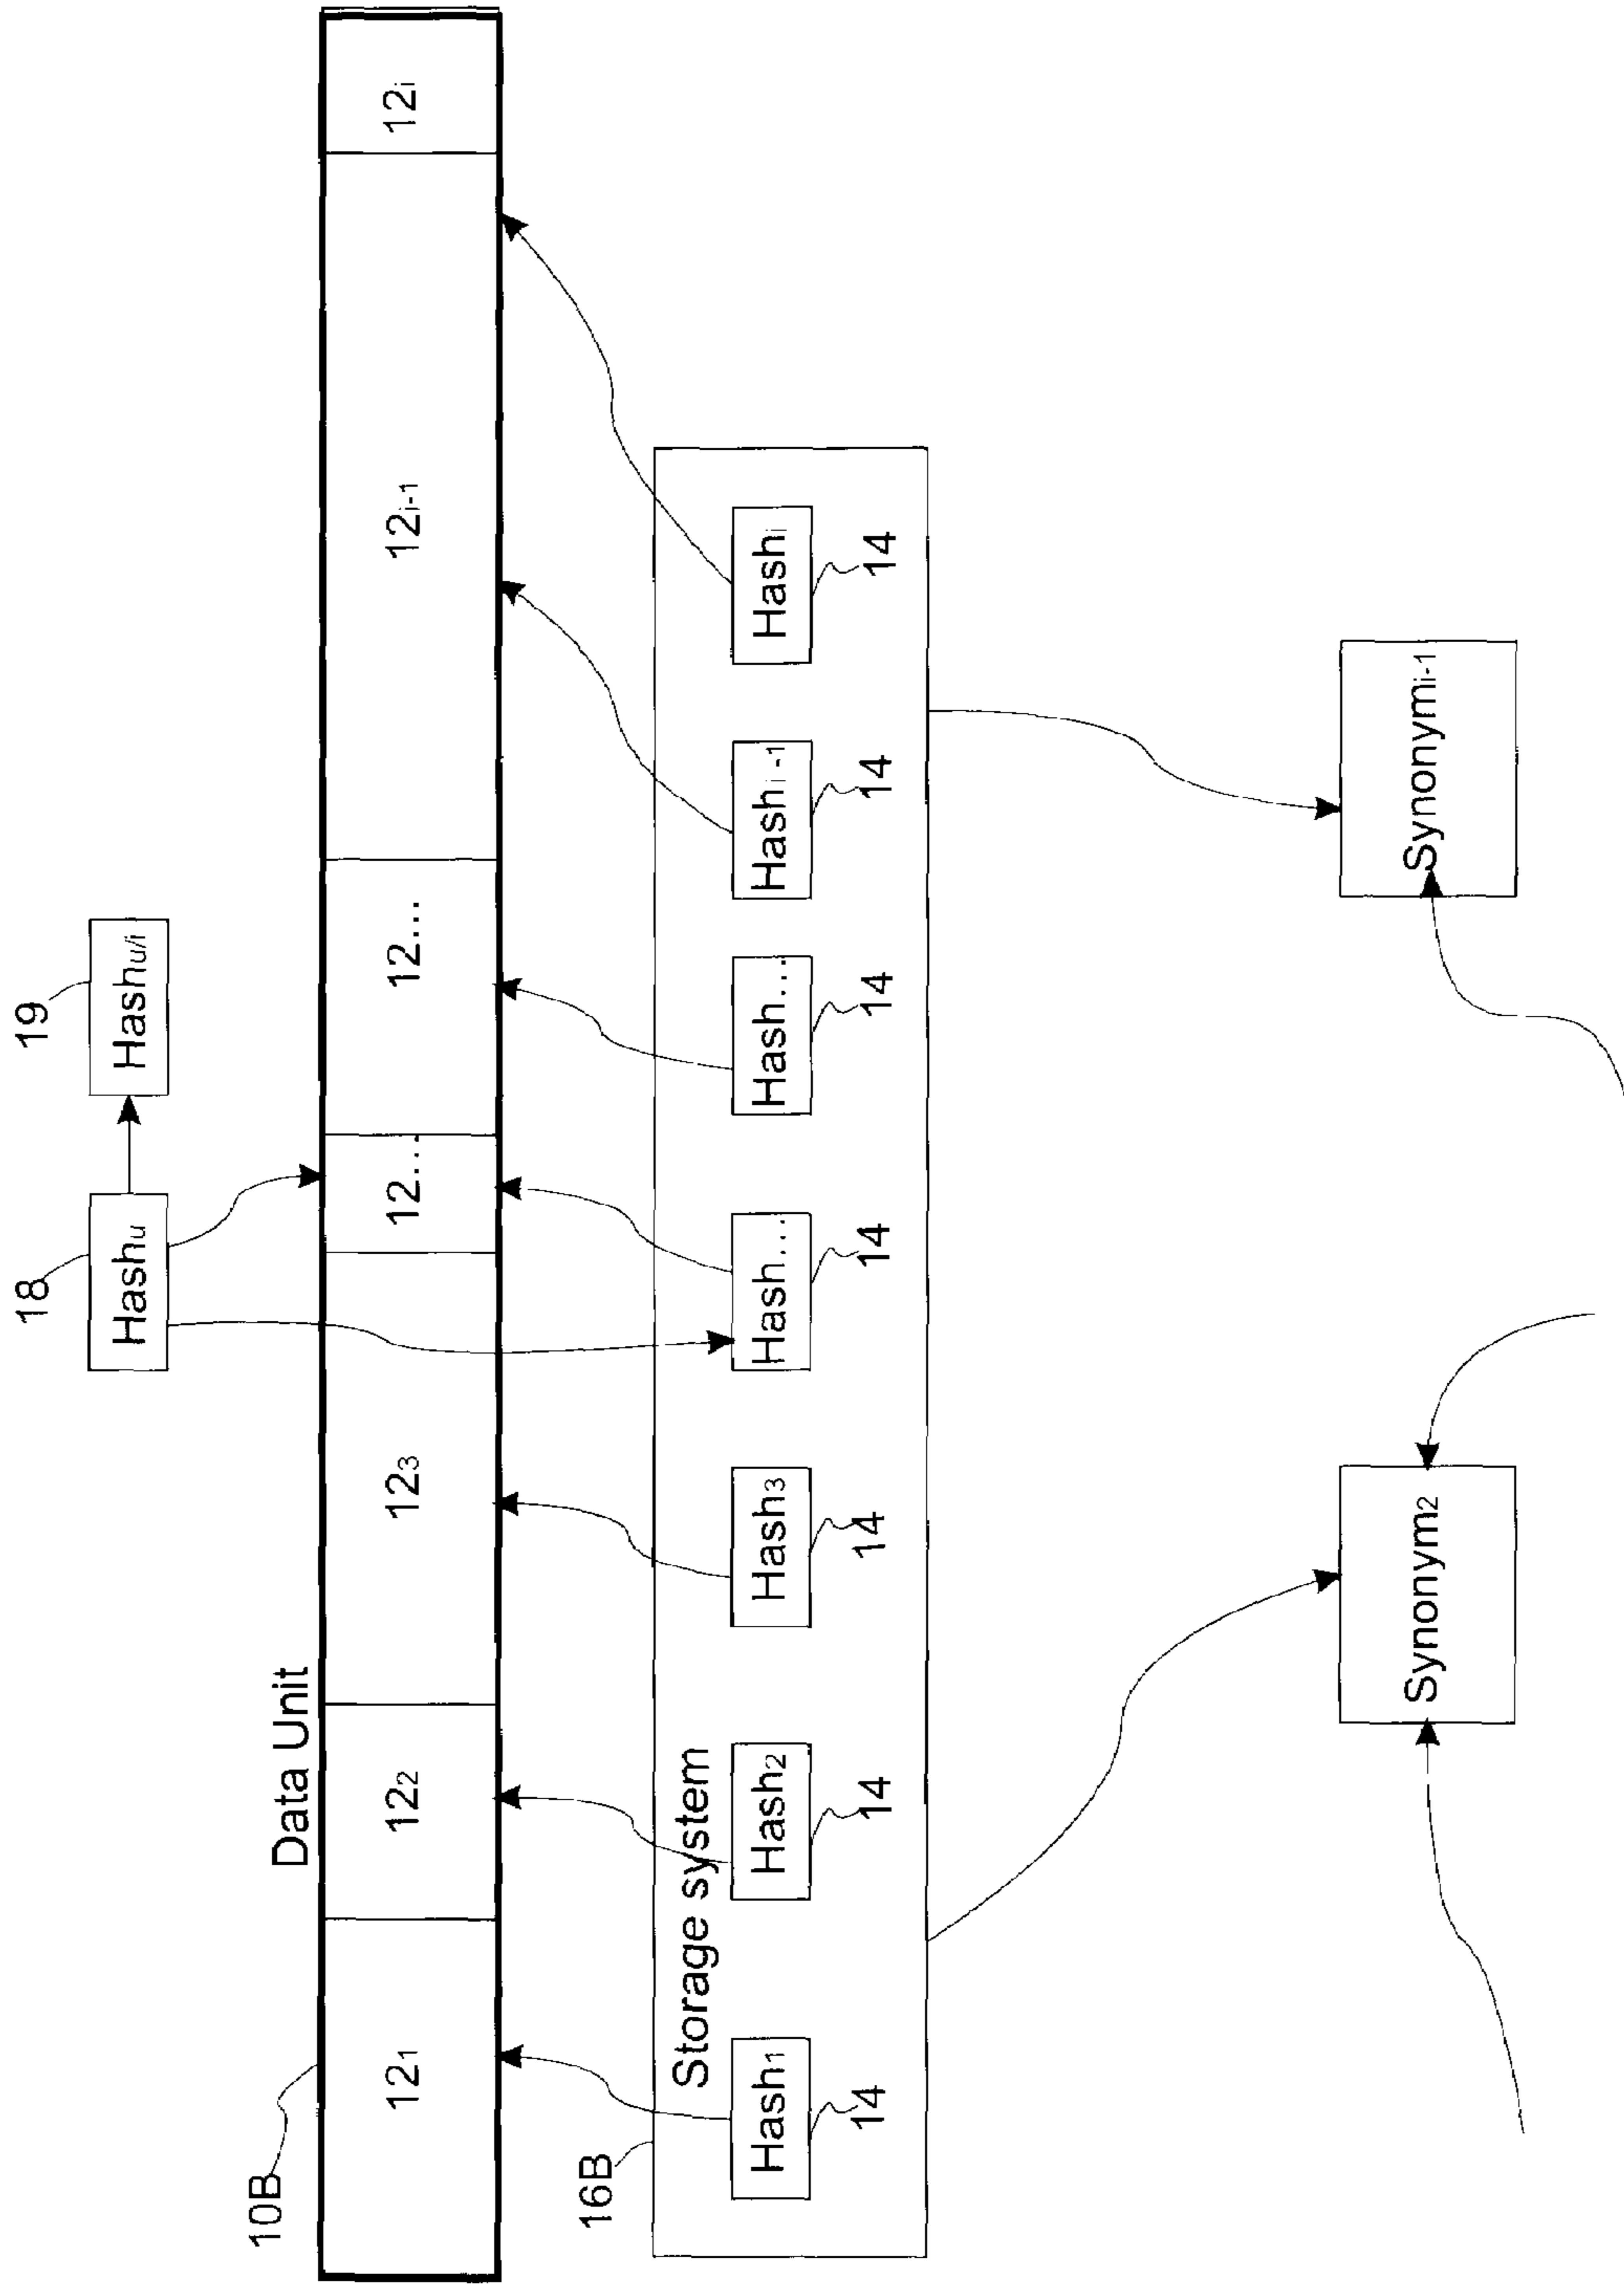 18
19
Hashu
Hashu/i
10B
Data Unit
12₁
12₂
12₃
12...
12...
12i-1
12i
16B
Storage system
Hash₁
Hash₂
Hash₃
Hash...
Hash...
Hashi-1
Hashi
14
14
14
14
14
14
14
Synonym₂
Synonymi-1